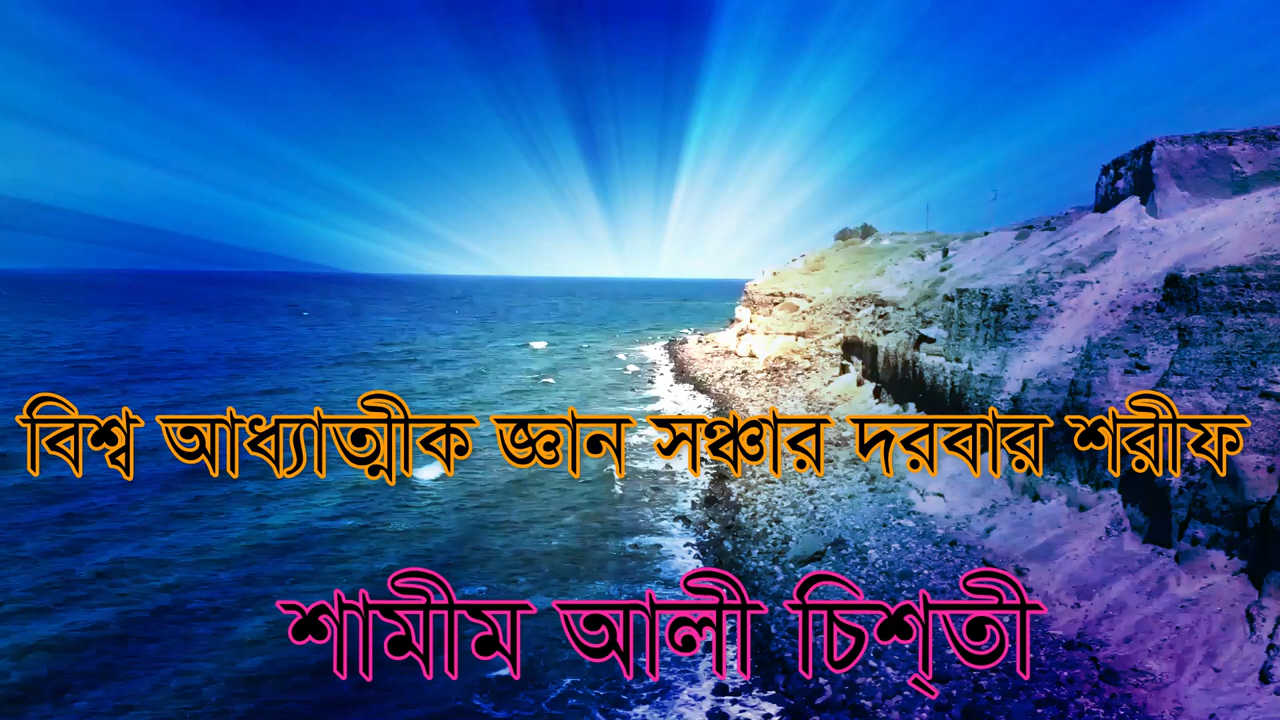 বিশ্ব আধ্যাত্মীক জ্ঞান সঞ্চার দরবার শরীফ
শামীম আলী চিশ্‌তী